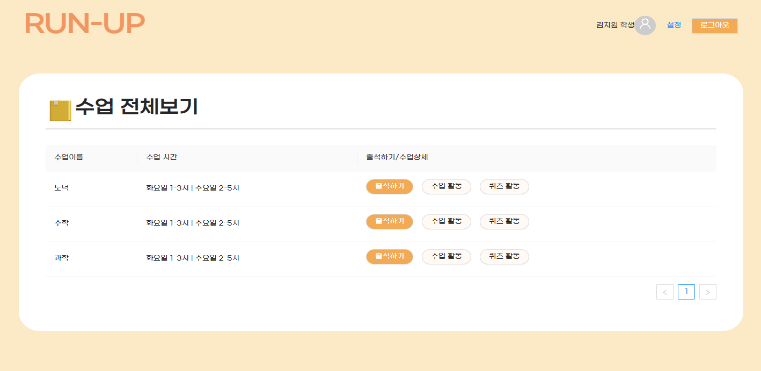 RUN-UP
김지원 학생 설정 로그아웃
수업 전체보기
수업이름 수업 시간 출석하기/수업상세
도덕 화요일 1-3시 | 수요일 2-5시 출석하기 수업 활동 퀴즈 활동
수학 화요일 1-3시 | 수요일 2-5시 출석하기 수업 활동 퀴즈 활동
과학 화요일 1-3시 | 수요일 2-5시 출석하기 수업 활동 퀴즈 활동
< 1 >